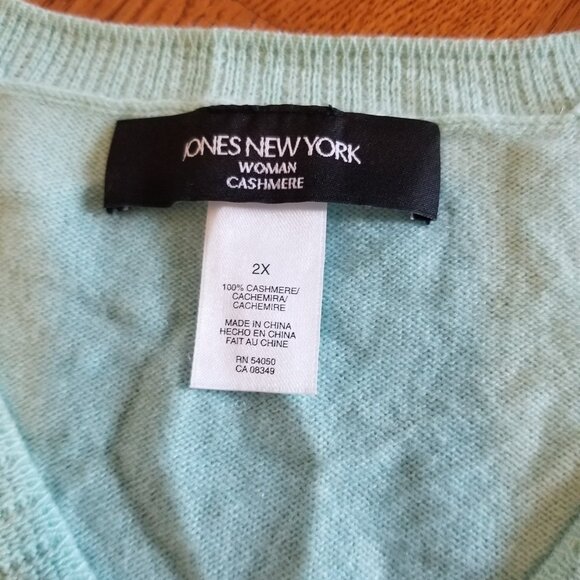 JONES NEW YORK
WOMAN
CASHMERE
2X
100% CASHMERE/
CACHEMIRA/
CACHEMIRE
MADE IN CHINA
HECHO EN CHINA
FAIT AU CHINE
RN 54050
CA 08349